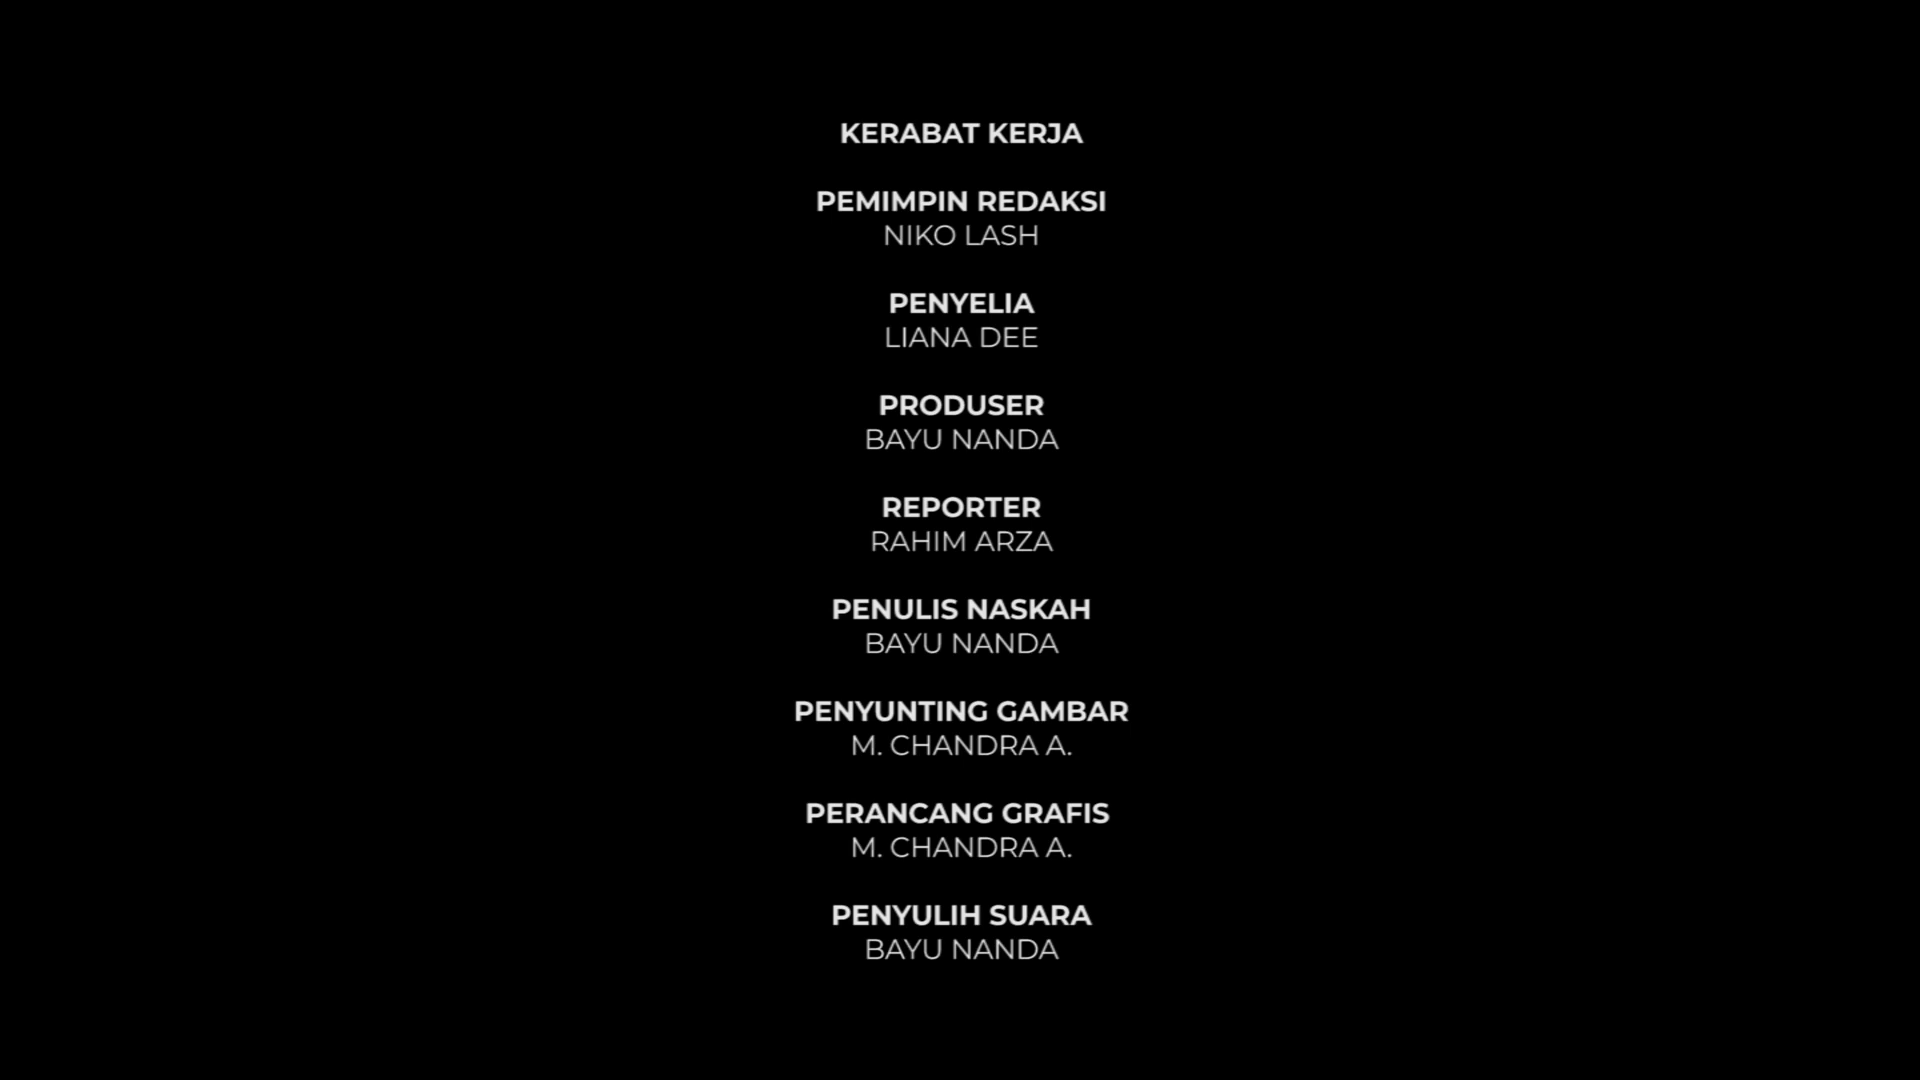 KERABAT KERJA
PEMIMPIN REDAKSI
NIKO LASH
PENYELIA
LIANA DEE
PRODUSER
BAYU NANDA
REPORTER
RAHIM ARZA
PENULIS NASKAH
BAYU NANDA
PENYUNTING GAMBAR
M. CHANDRA A.
PERANCANG GRAFIS
M. CHANDRA A.
PENYULIH SUARA
BAYU NANDA